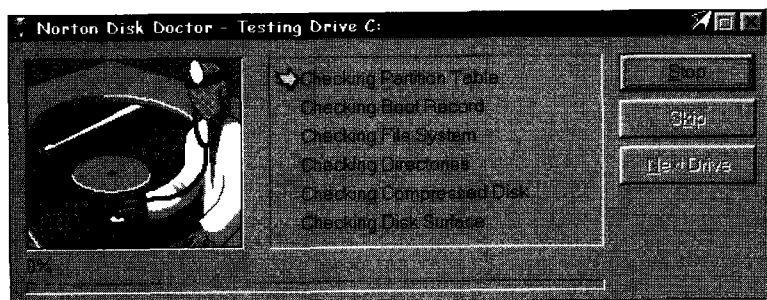 Norton Disk Doctor - Testing Drive C:
Checking Partition Table
Checking Boot Record
Checking File System
Checking Directories
Checking Compressed Disk
Checking Disk Surface
Stop
Skip
Next Drive
0%